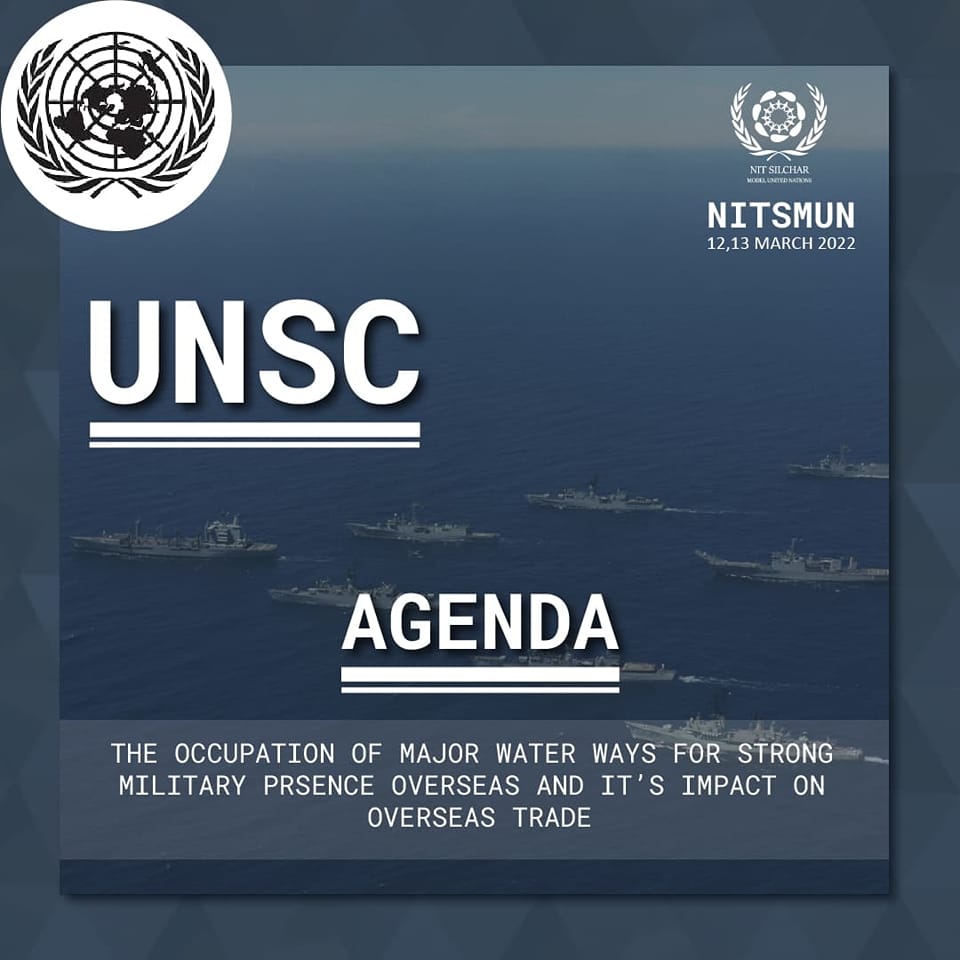 NIT SILCHAR
MODEL UNITED NATIONS
NITSMUN
12,13 MARCH 2022
UNSC
AGENDA
THE OCCUPATION OF MAJOR WATER WAYS FOR STRONG
MILITARY PRSENCE OVERSEAS AND IT’S IMPACT ON
OVERSEAS TRADE